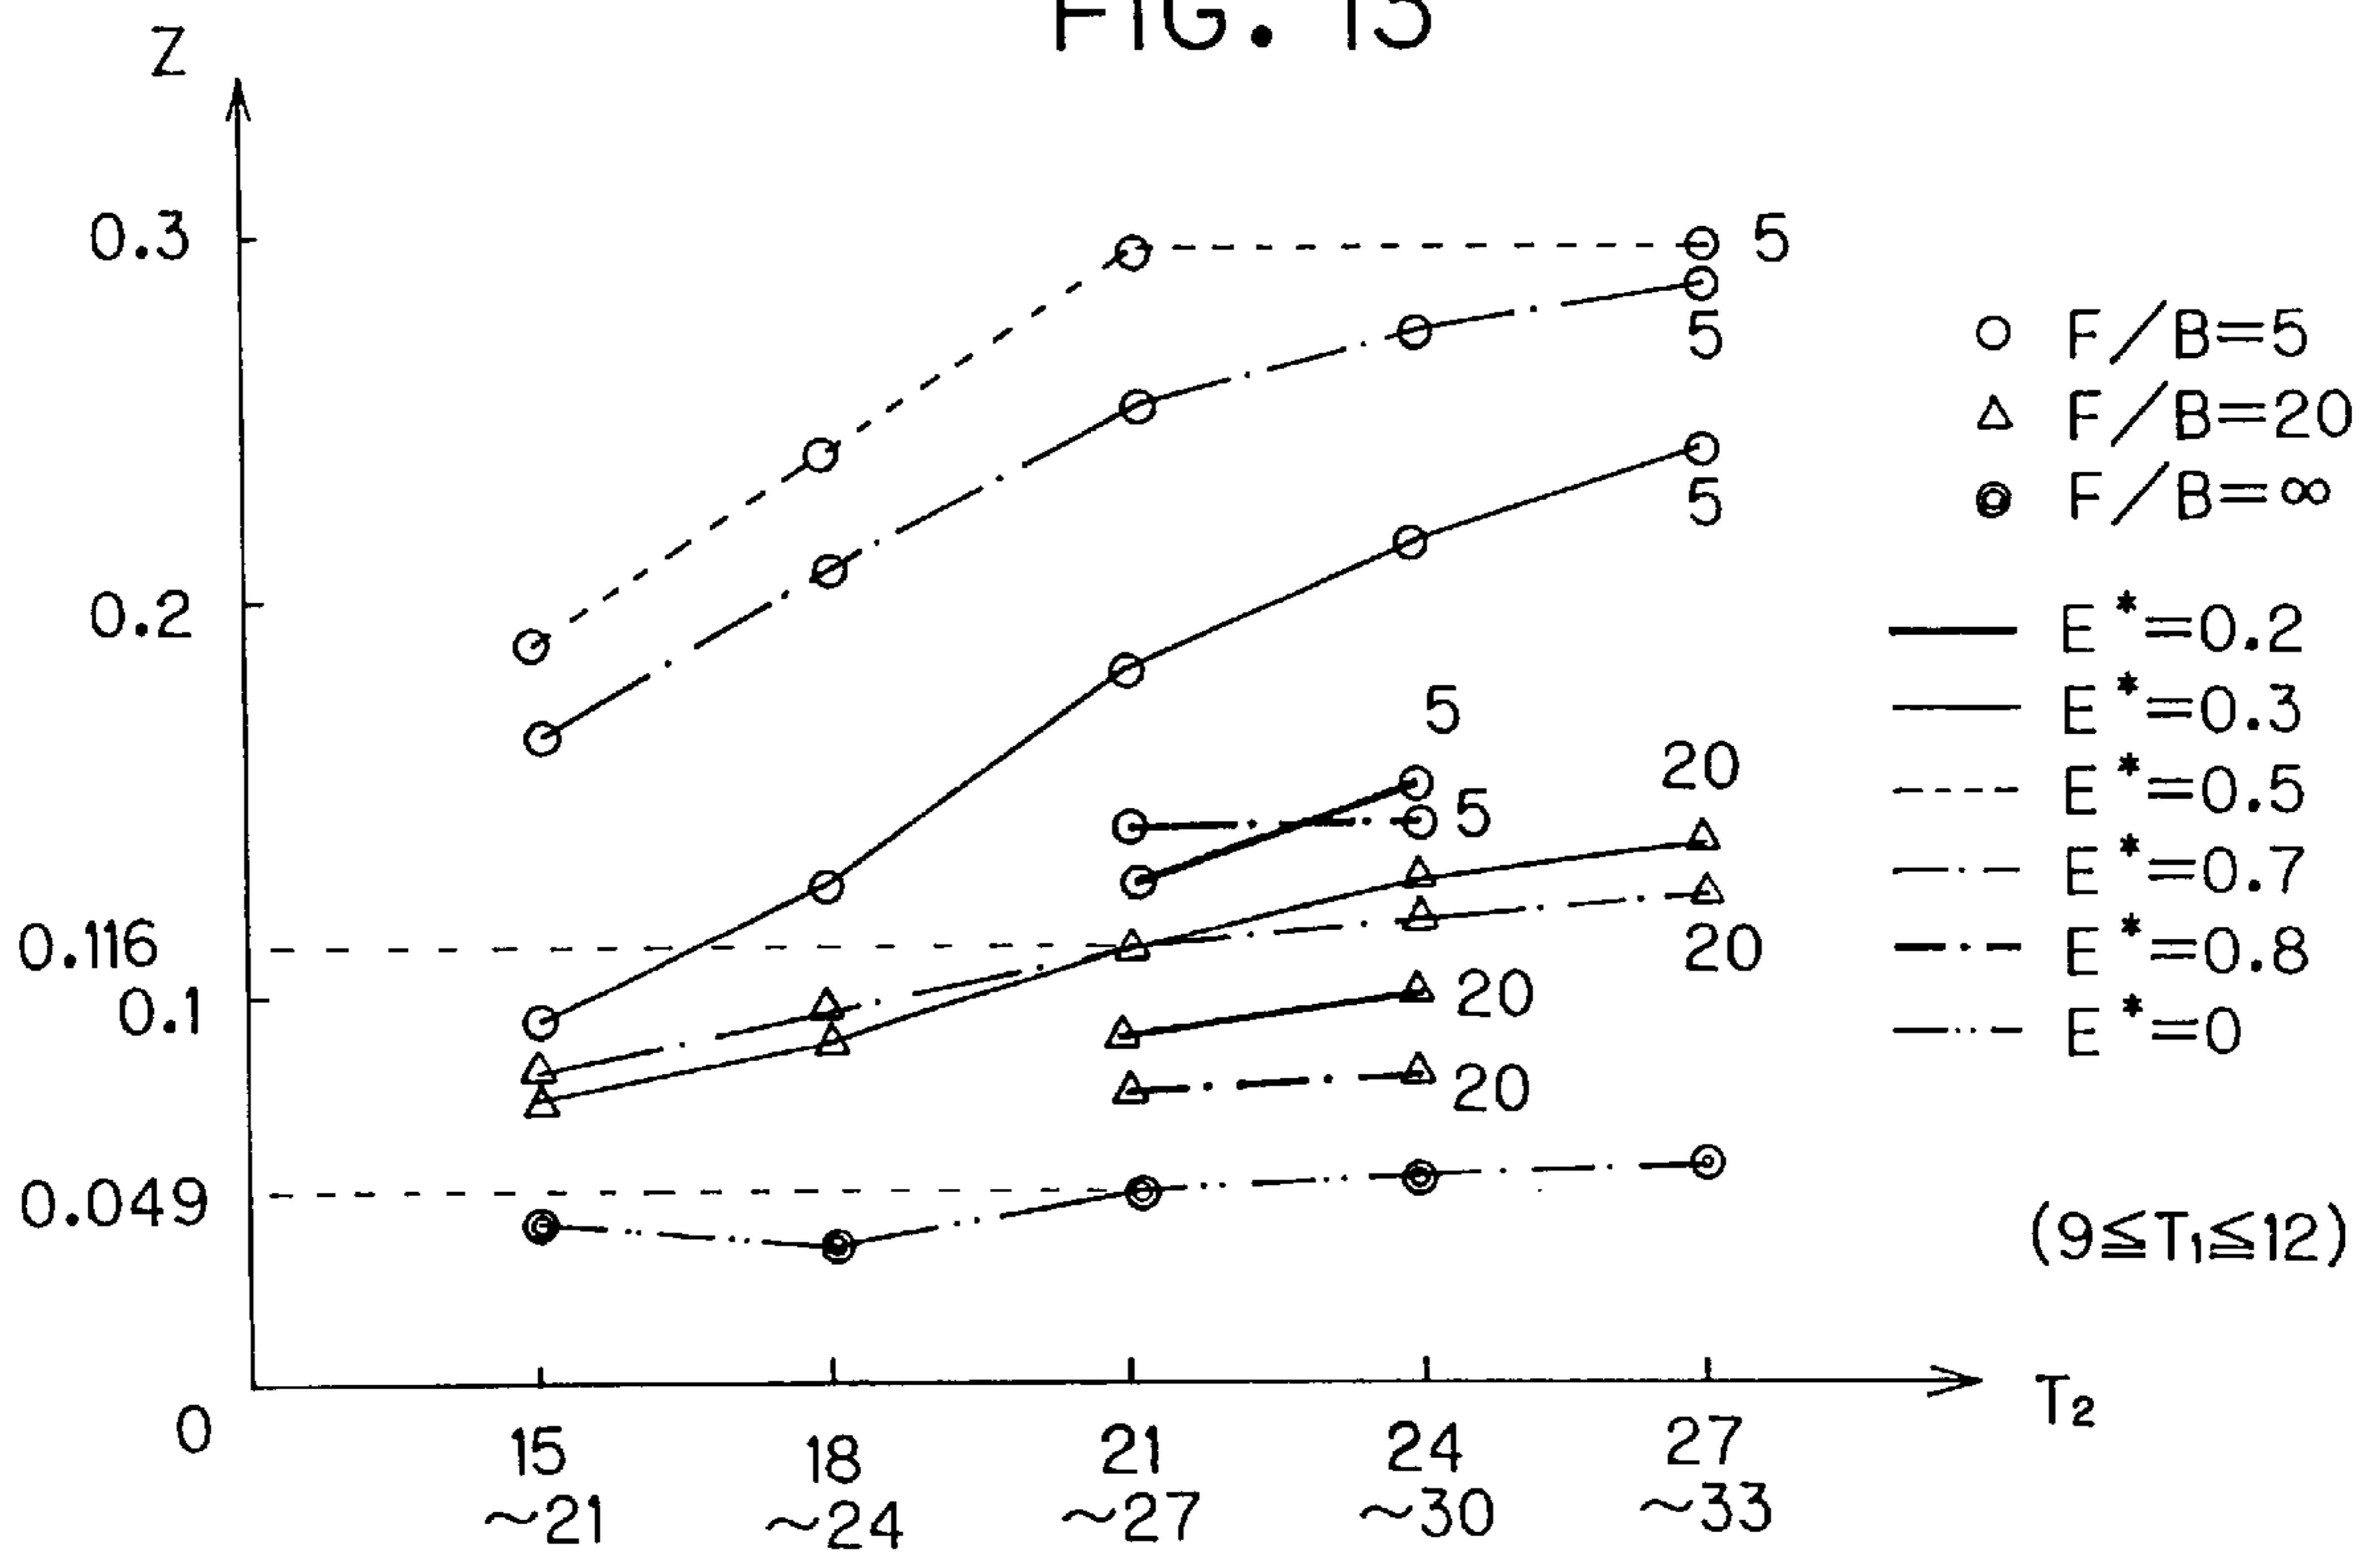 FIG. 13
Z
0.3
0.2
0.116
0.1
0.049
0
5
5
5
5
5
20
20
20
20
○ F/B=5
△ F/B=20
◎ F/B=∞
E*=0.2
E*=0.3
E*=0.5
E*=0.7
E*=0.8
E*=0
(9≦T₁≦12)
T₂
15
~21
18
~24
21
~27
24
~30
27
~33